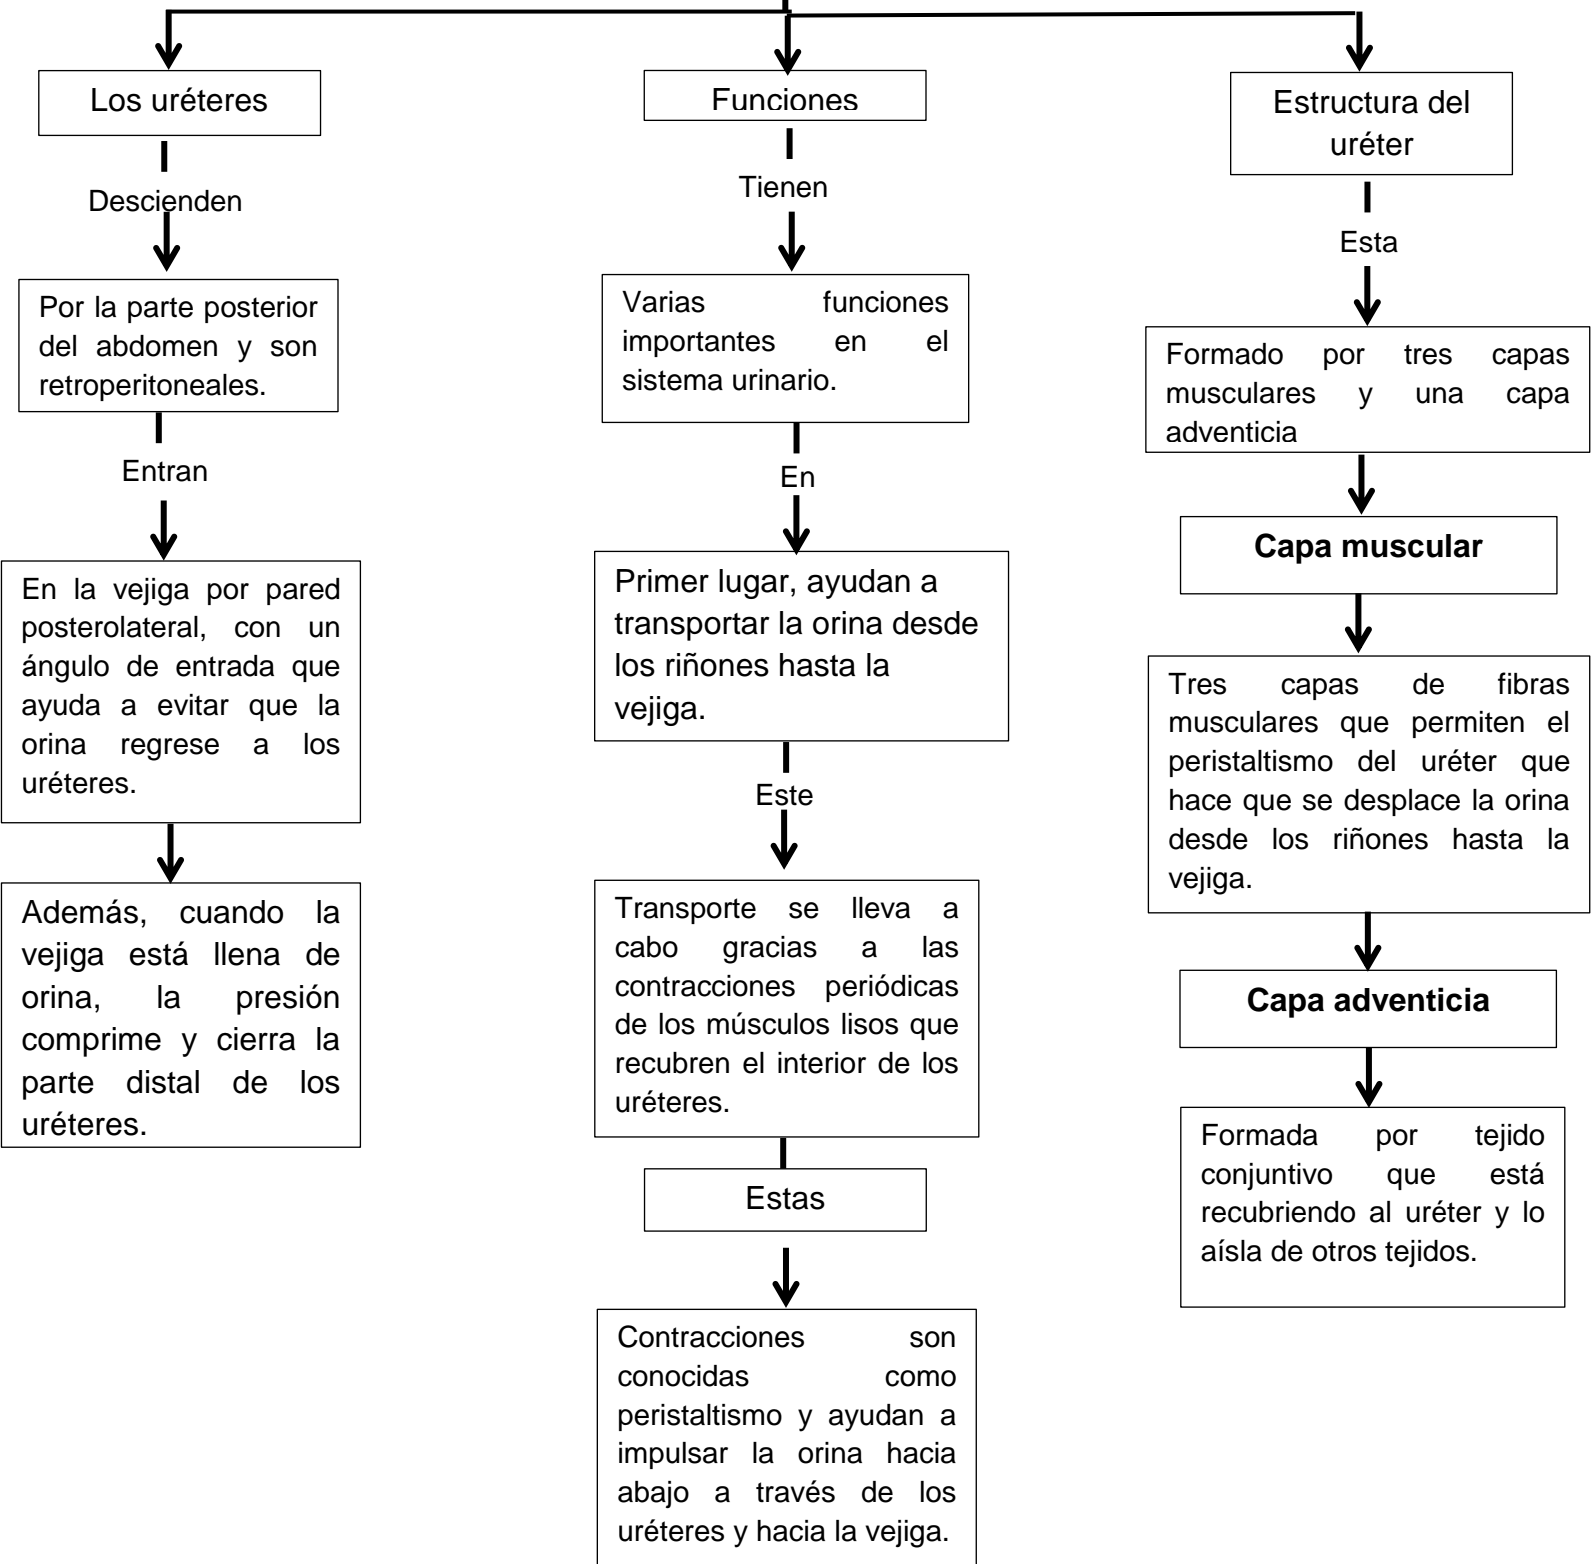 Los uréteres
Descienden
Por la parte posterior
del abdomen y son
retroperitoneales.
Entran
En la vejiga por pared
posterolateral, con un
ángulo de entrada que
ayuda a evitar que la
orina regrese a los
uréteres.
Además, cuando la
vejiga está llena de
orina, la presión
comprime y cierra la
parte distal de los
uréteres.
Funciones
Tienen
Varias funciones
importantes en el
sistema urinario.
En
Primer lugar, ayudan a
transportar la orina desde
los riñones hasta la
vejiga.
Este
Transporte se lleva a
cabo gracias a las
contracciones periódicas
de los músculos lisos que
recubren el interior de los
uréteres.
Estas
Contracciones son
conocidas como
peristaltismo y ayudan a
impulsar la orina hacia
abajo a través de los
uréteres y hacia la vejiga.
Estructura del
uréter
Esta
Formado por tres capas
musculares y una capa
adventicia
Capa muscular
Tres capas de fibras
musculares que permiten el
peristaltismo del uréter que
hace que se desplace la orina
desde los riñones hasta la
vejiga.
Capa adventicia
Formada por tejido
conjuntivo que está
recubriendo al uréter y lo
aísla de otros tejidos.